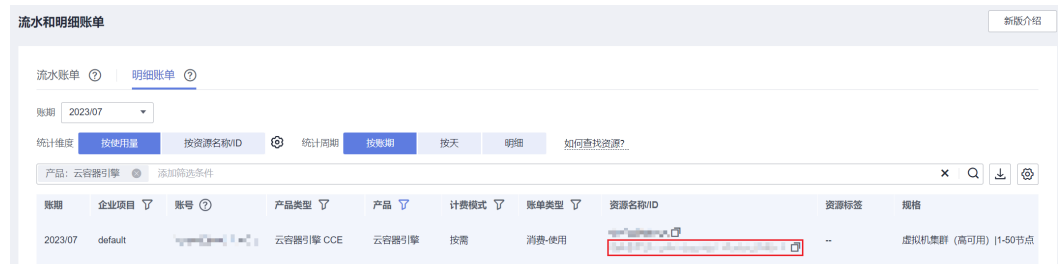 流水和明细账单 新版介绍
流水账单 ? 明细账单 ?
账期 2023/07
统计维度 按使用量 按资源名称/ID 统计周期 按账期 按天 明细 如何查找资源?
产品: 云容器引擎 添加筛选条件
账期 企业项目 账号 ? 产品类型 产品 计费模式 账单类型 资源名称/ID 资源标签 规格
2023/07 default 云容器引擎 CCE 云容器引擎 按需 消费-使用 -- 虚拟机集群 (高可用) |1-50节点